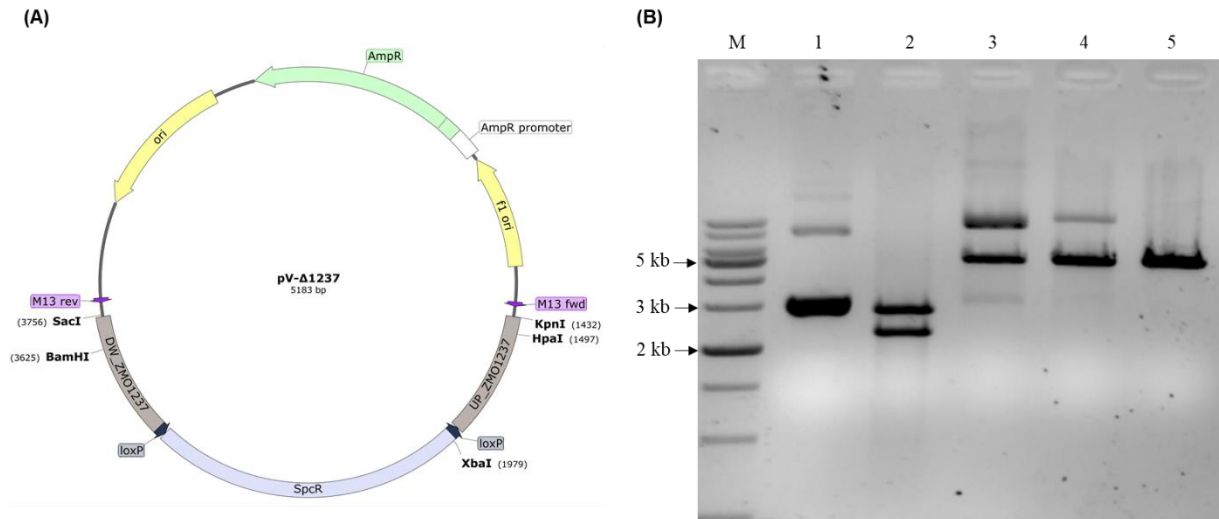 (A)
AmpR
AmpR promoter
ori
f1 ori
pV-Δ1237
5183 bp
M13 rev
M13 fwd
(3756) SacI
KpnI (1432)
HpaI (1497)
(3625) BamHI
DW_ZMO1237
UP_ZMO1237
loxP
loxP
XbaI (1979)
SpcR
(B)
M 1 2 3 4 5
5 kb
3 kb
2 kb